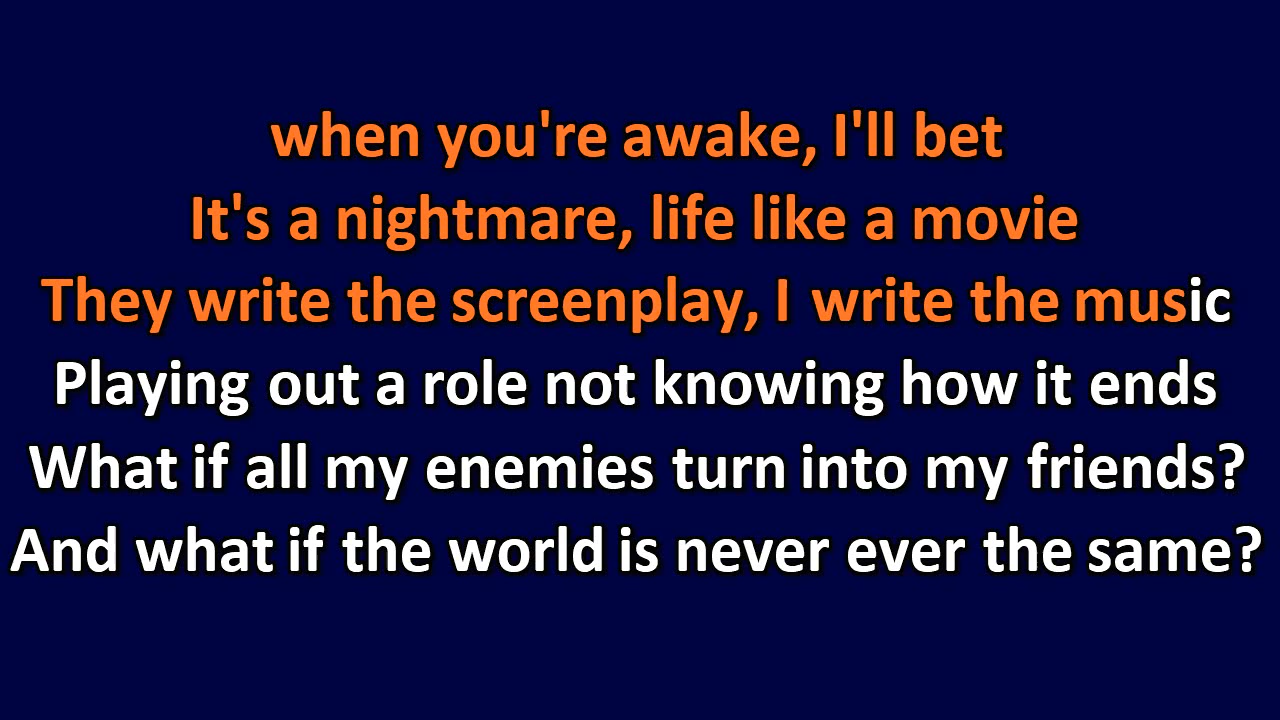 when you're awake, I'll bet
It's a nightmare, life like a movie
They write the screenplay, I write the music
Playing out a role not knowing how it ends
What if all my enemies turn into my friends?
And what if the world is never ever the same?